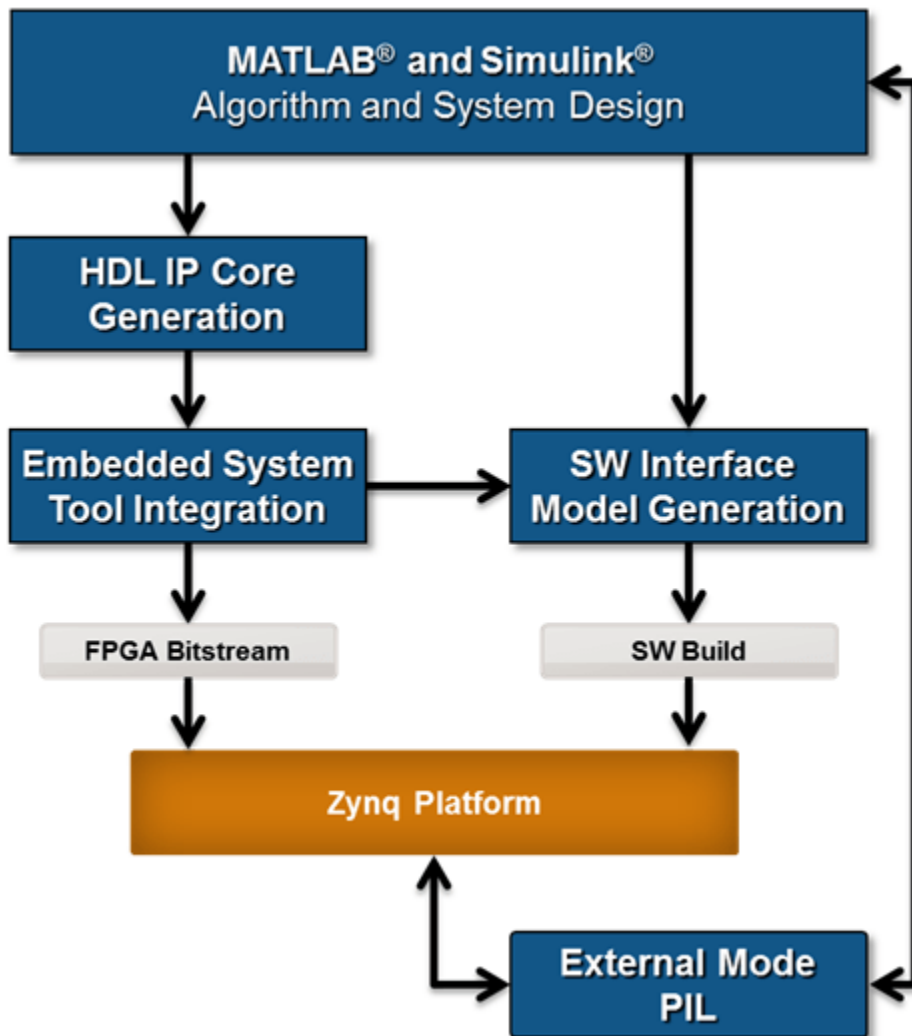 MATLAB® and Simulink®
Algorithm and System Design
HDL IP Core
Generation
Embedded System
Tool Integration
SW Interface
Model Generation
FPGA Bitstream
SW Build
Zynq Platform
External Mode
PIL